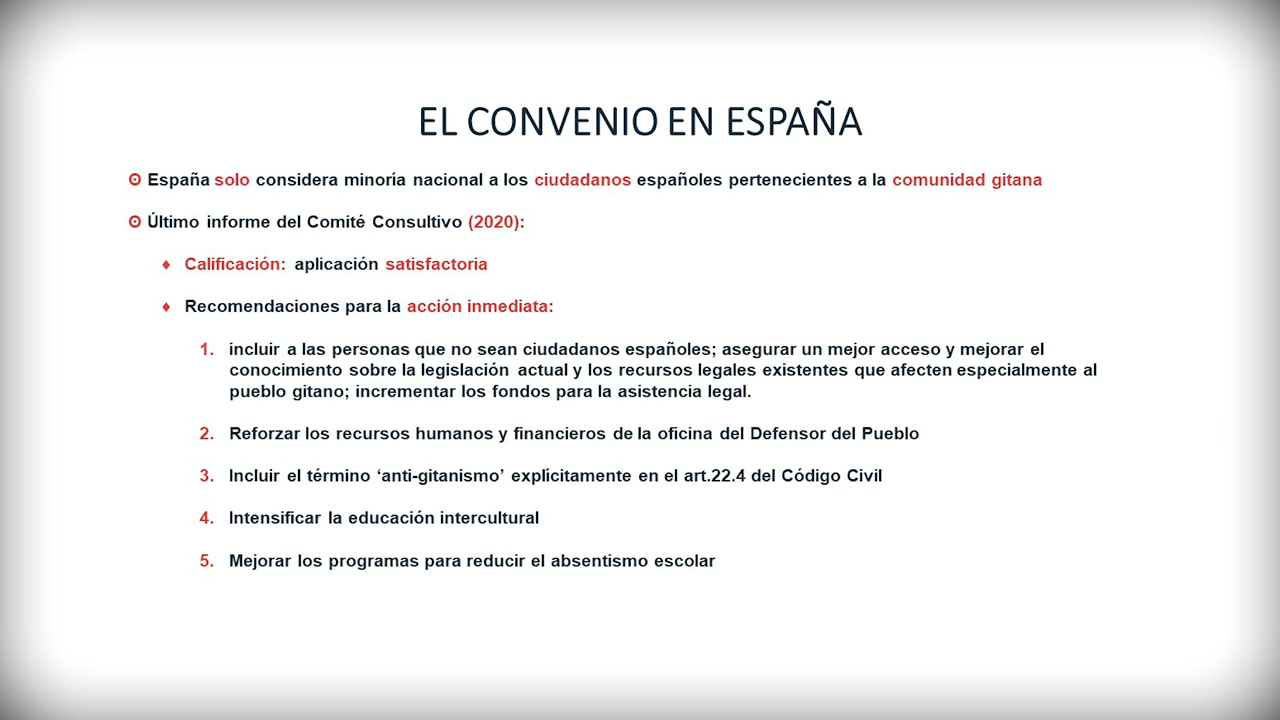 EL CONVENIO EN ESPAÑA
España solo considera minoría nacional a los ciudadanos españoles pertenecientes a la comunidad gitana
Último informe del Comité Consultivo (2020):
Calificación: aplicación satisfactoria
Recomendaciones para la acción inmediata:
1. incluir a las personas que no sean ciudadanos españoles; asegurar un mejor acceso y mejorar el
conocimiento sobre la legislación actual y los recursos legales existentes que afecten especialmente al
pueblo gitano; incrementar los fondos para la asistencia legal.
2. Reforzar los recursos humanos y financieros de la oficina del Defensor del Pueblo
3. Incluir el término ‘anti-gitanismo’ explícitamente en el art.22.4 del Código Civil
4. Intensificar la educación intercultural
5. Mejorar los programas para reducir el absentismo escolar